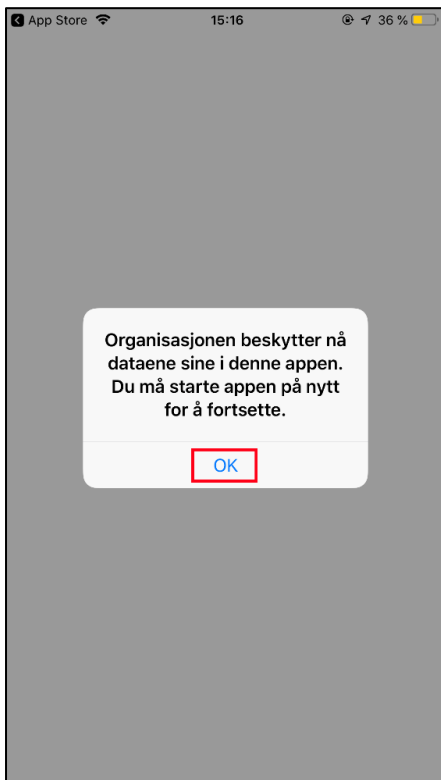 App Store 15:16 36 %
Organisasjonen beskytter nå
dataene sine i denne appen.
Du må starte appen på nytt
for å fortsette.
OK